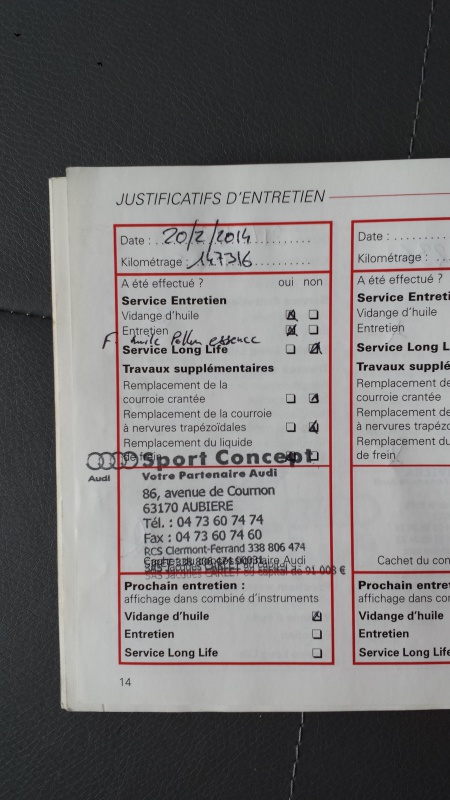 JUSTIFICATIFS D'ENTRETIEN
Date : 20/2/2014
Kilométrage : 147316
A été effectué ? oui non
Service Entretien
Vidange d'huile
Entretien
F. huile Pollen essence
Service Long Life
Travaux supplémentaires
Remplacement de la
courroie crantée
Remplacement de la courroie
à nervures trapézoïdales
Remplacement du liquide
de frein
Audi Sport Concept
Votre Partenaire Audi
86, avenue de Cournon
63170 AUBIERE
Tél. : 04 73 60 74 74
Fax : 04 73 60 74 60
RCS Clermont-Ferrand 338 806 474
Prochain entretien :
affichage dans combiné d'instruments
Vidange d'huile
Entretien
Service Long Life
14
Date :
Kilométrage :
A été effectué ?
Service Entreti
Vidange d'huile
Entretien
Service Long L
Travaux supplé
Remplacement de
courroie crantée
Remplacement de
à nervures trapézo
Remplacement du
de frein
Cachet du con
Prochain entret
affichage dans com
Vidange d'huile
Entretien
Service Long Life